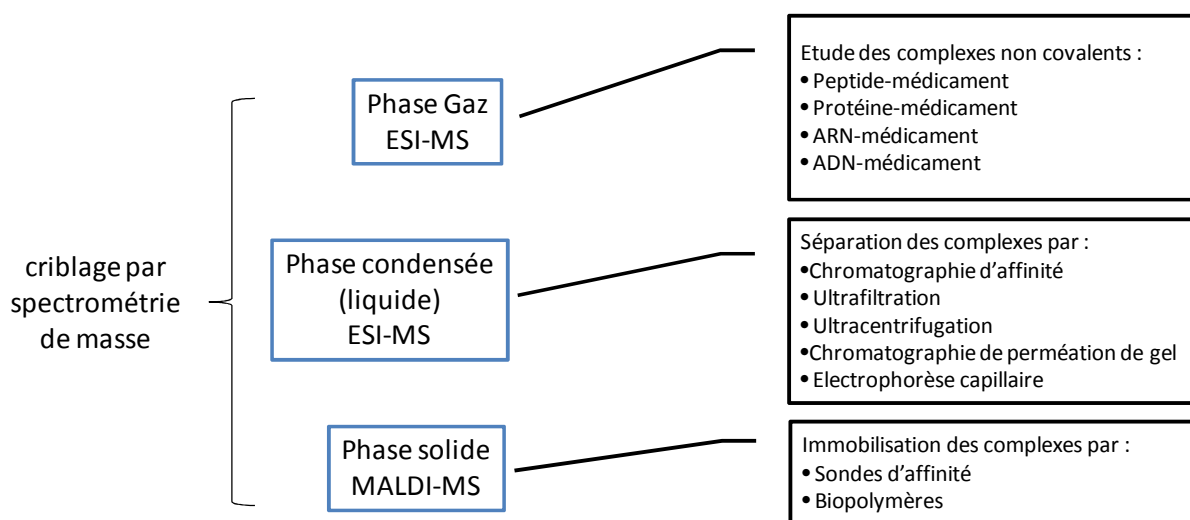 criblage par
spectrométrie
de masse
Phase Gaz
ESI-MS
Etude des complexes non covalents :
• Peptide-médicament
• Protéine-médicament
• ARN-médicament
• ADN-médicament
Phase condensée
(liquide)
ESI-MS
Séparation des complexes par :
•Chromatographie d’affinité
• Ultrafiltration
• Ultracentrifugation
•Chromatographie de perméation de gel
• Electrophorèse capillaire
Phase solide
MALDI-MS
Immobilisation des complexes par :
• Sondes d’affinité
• Biopolymères